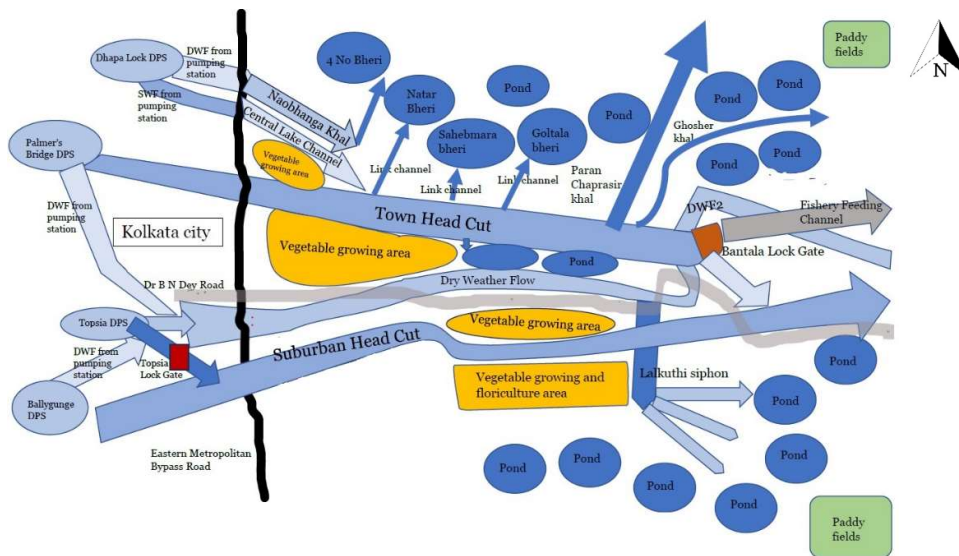 Paddy
fields
N
Dhapa Lock DPS
DWF from
pumping
station
4 No Bheri
Natar
Bheri
Pond
Pond
Pond
Pond
Ghosher
khal
SWF from
pumping
station
Naobhanga Khal
Central Lake Channel
Sahebmara
bheri
Goltala
bheri
Pond
Pond
Palmer's
Bridge DPS
Vegetable
growing area
Link channel
Link channel
Link channel
Paran
Chaprasir
khal
DWF from
pumping
station
Kolkata city
Town Head Cut
DWF2
Fishery Feeding
Channel
Vegetable growing area
Pond
Bantala Lock Gate
Dr B N Dey Road
Dry Weather Flow
Topsia DPS
Vegetable growing area
DWF from
pumping
station
Topsia
Lock Gate
Suburban Head Cut
Vegetable growing and
floriculture area
Lalkuthi siphon
Pond
Ballygunge
DPS
Pond
Eastern Metropolitan
Bypass Road
Pond
Pond
Pond
Pond
Pond
Paddy
fields